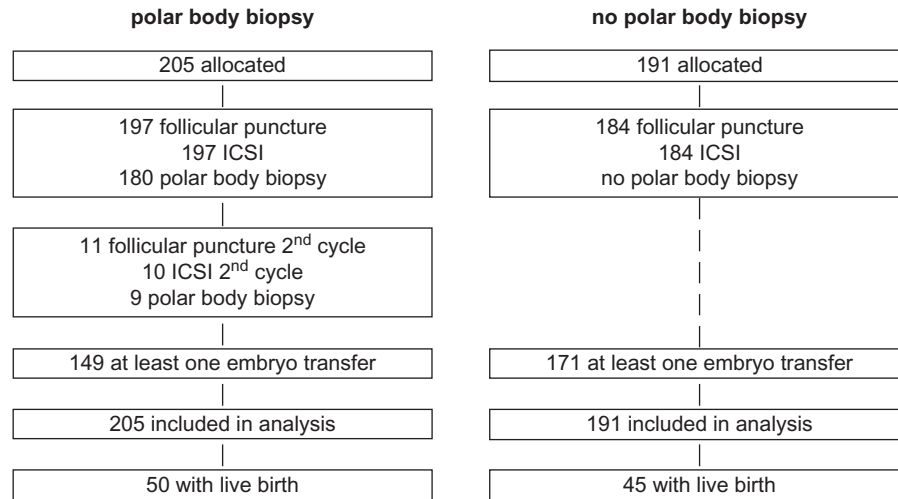 polar body biopsy
205 allocated
197 follicular puncture
197 ICSI
180 polar body biopsy
11 follicular puncture 2nd cycle
10 ICSI 2nd cycle
9 polar body biopsy
149 at least one embryo transfer
205 included in analysis
50 with live birth
no polar body biopsy
191 allocated
184 follicular puncture
184 ICSI
no polar body biopsy
171 at least one embryo transfer
191 included in analysis
45 with live birth